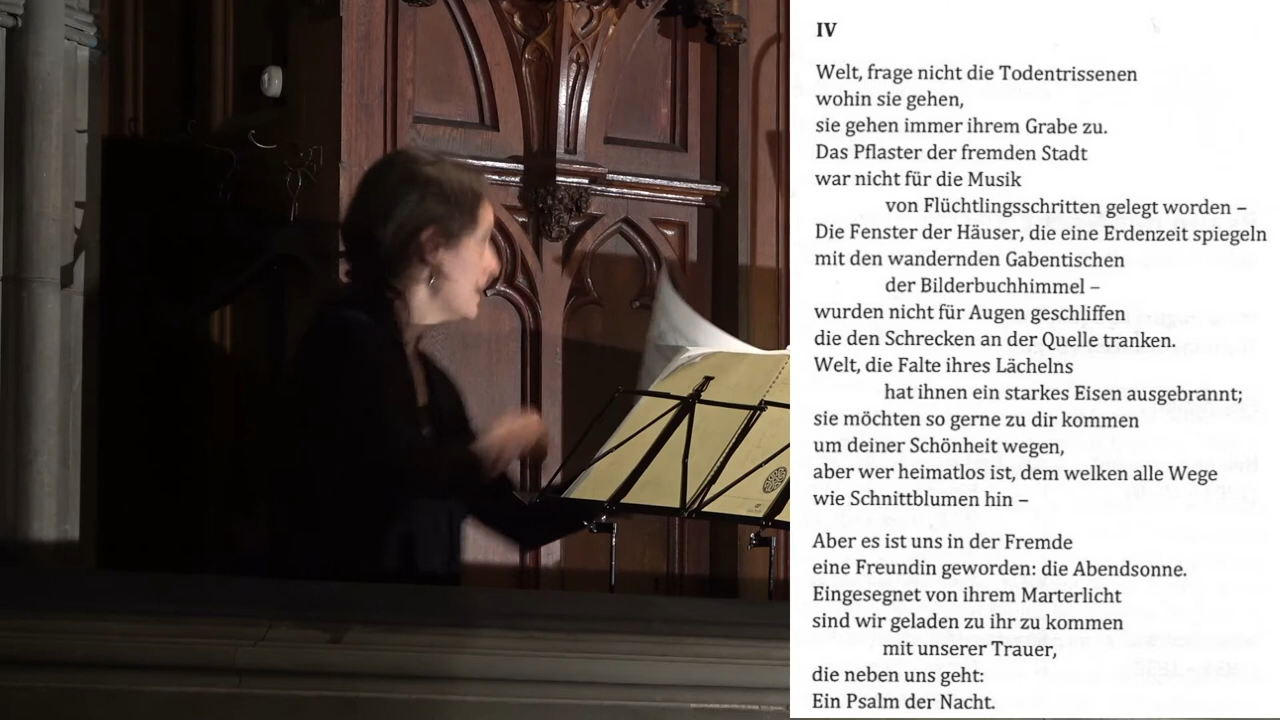 IV
Welt, frage nicht die Todentrissenen
wohin sie gehen,
sie gehen immer ihrem Grabe zu.
Das Pflaster der fremden Stadt
war nicht für die Musik
von Flüchtlingsschritten gelegt worden –
Die Fenster der Häuser, die eine Erdenzeit spiegeln
mit den wandernden Gabentischen
der Bilderbuchhimmel –
wurden nicht für Augen geschliffen
die den Schrecken an der Quelle tranken.
Welt, die Falte ihres Lächelns
hat ihnen ein starkes Eisen ausgebrannt;
sie möchten so gerne zu dir kommen
um deiner Schönheit wegen,
aber wer heimatlos ist, dem welken alle Wege
wie Schnittblumen hin –
Aber es ist uns in der Fremde
eine Freundin geworden: die Abendsonne.
Eingesegnet von ihrem Marterlicht
sind wir geladen zu ihr zu kommen
mit unserer Trauer,
die neben uns geht:
Ein Psalm der Nacht.